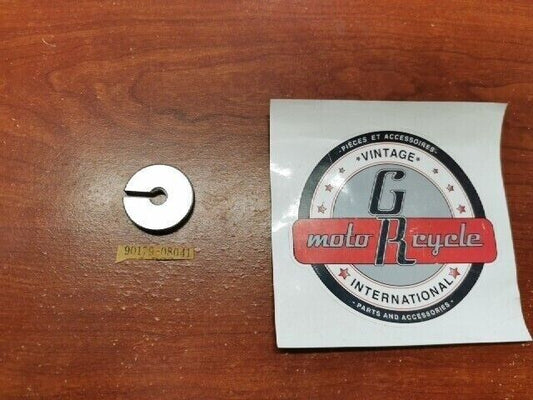 90179-08041
- PIÈCES ET ACCESSOIRES -
*VINTAGE*
G
moto R cycle
INTERNATIONAL
- PARTS AND ACCESSORIES -